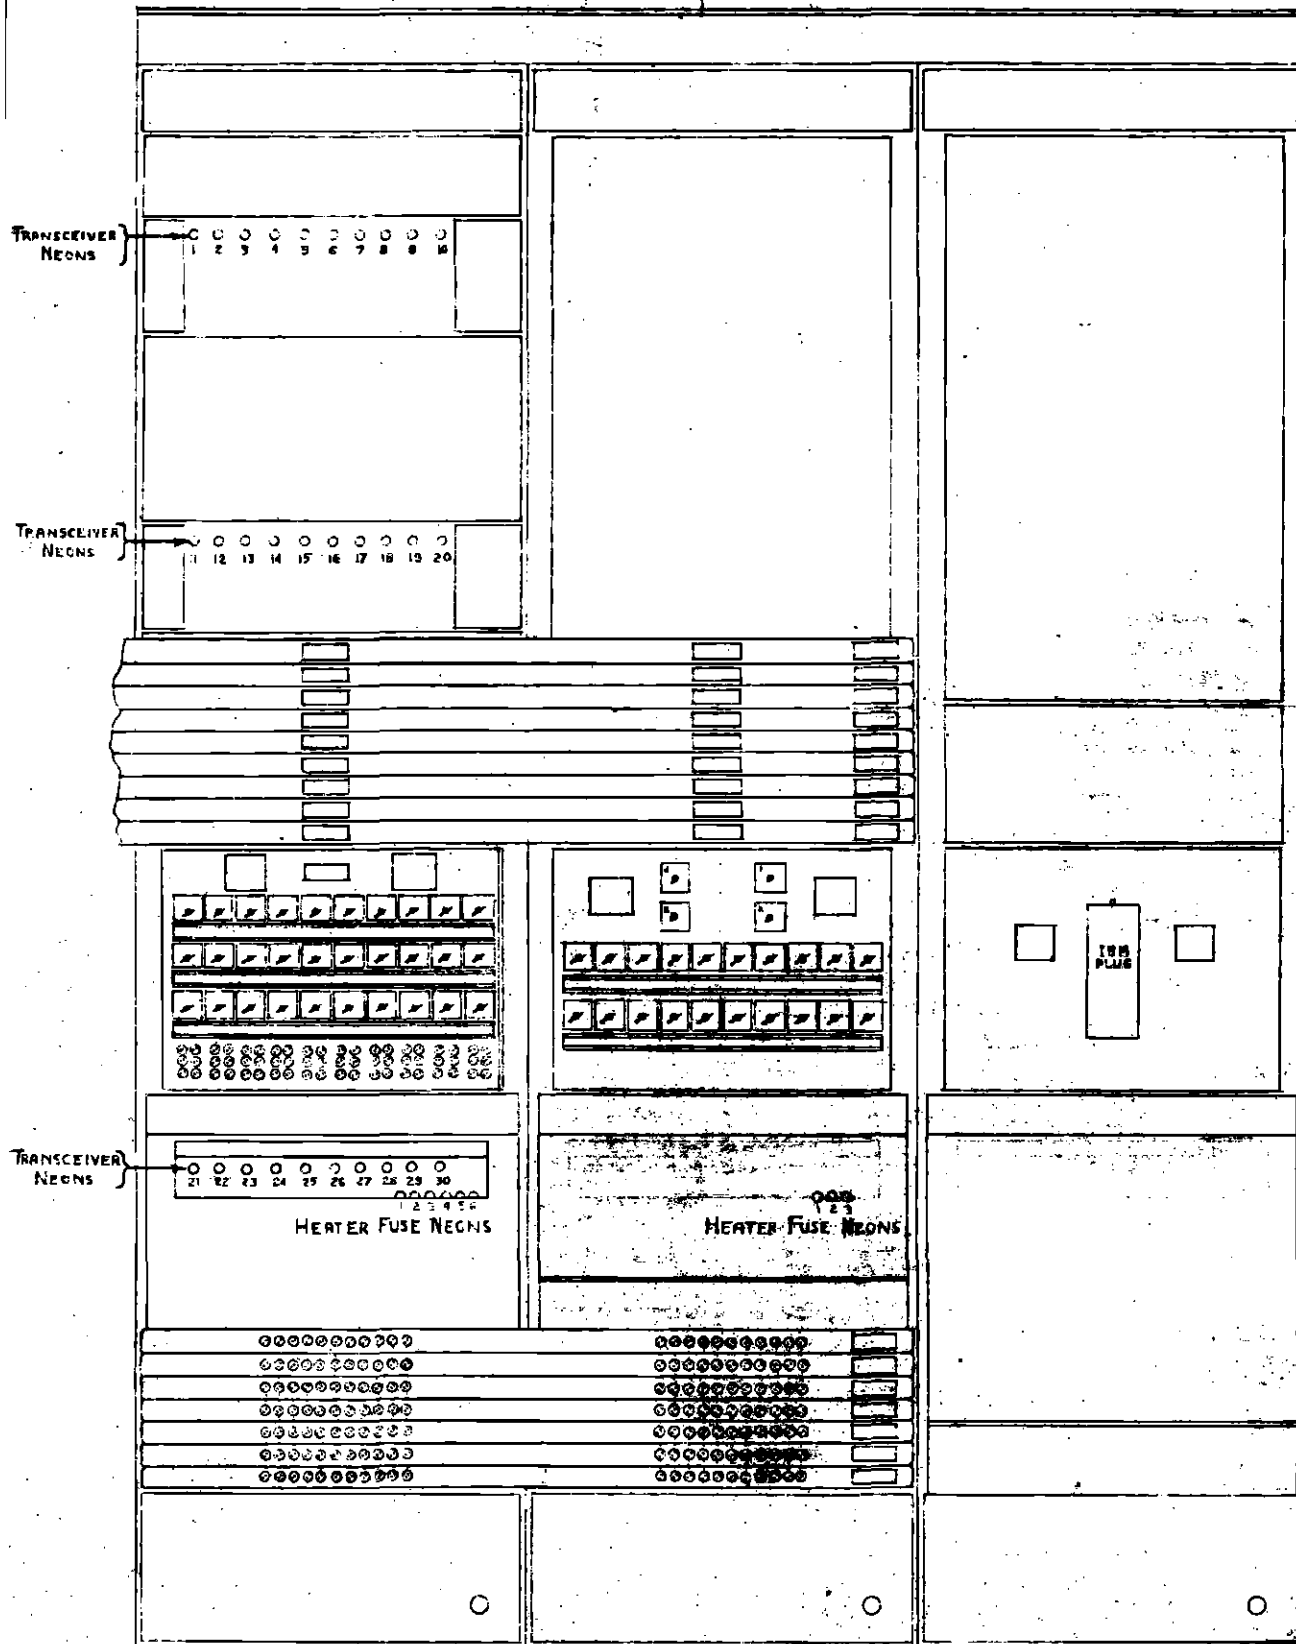 TRANSCEIVER NEONS
1 2 3 4 5 6 7 8 9 10
TRANSCEIVER NEONS
11 12 13 14 15 16 17 18 19 20
IBM
PLUG
TRANSCEIVER NEONS
21 22 23 24 25 26 27 28 29 30
1 2 3 4 5 6
HEATER FUSE NEONS
1 2 3
HEATER FUSE NEONS